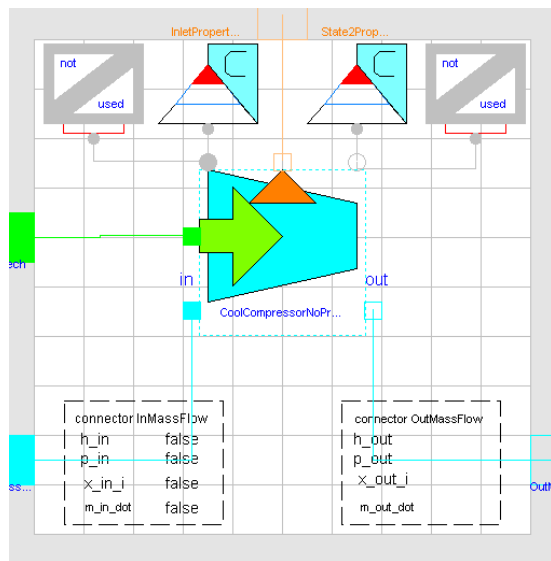 InletPropert... State2Prop...
not not
used used
ech
in out
CoolCompressorNoPr...
connector InMassFlow connector OutMassFlow
h_in false h_out
p_in false p_out
x_in_i false x_out_i
m_in_dot false m_out_dot
ss... Out